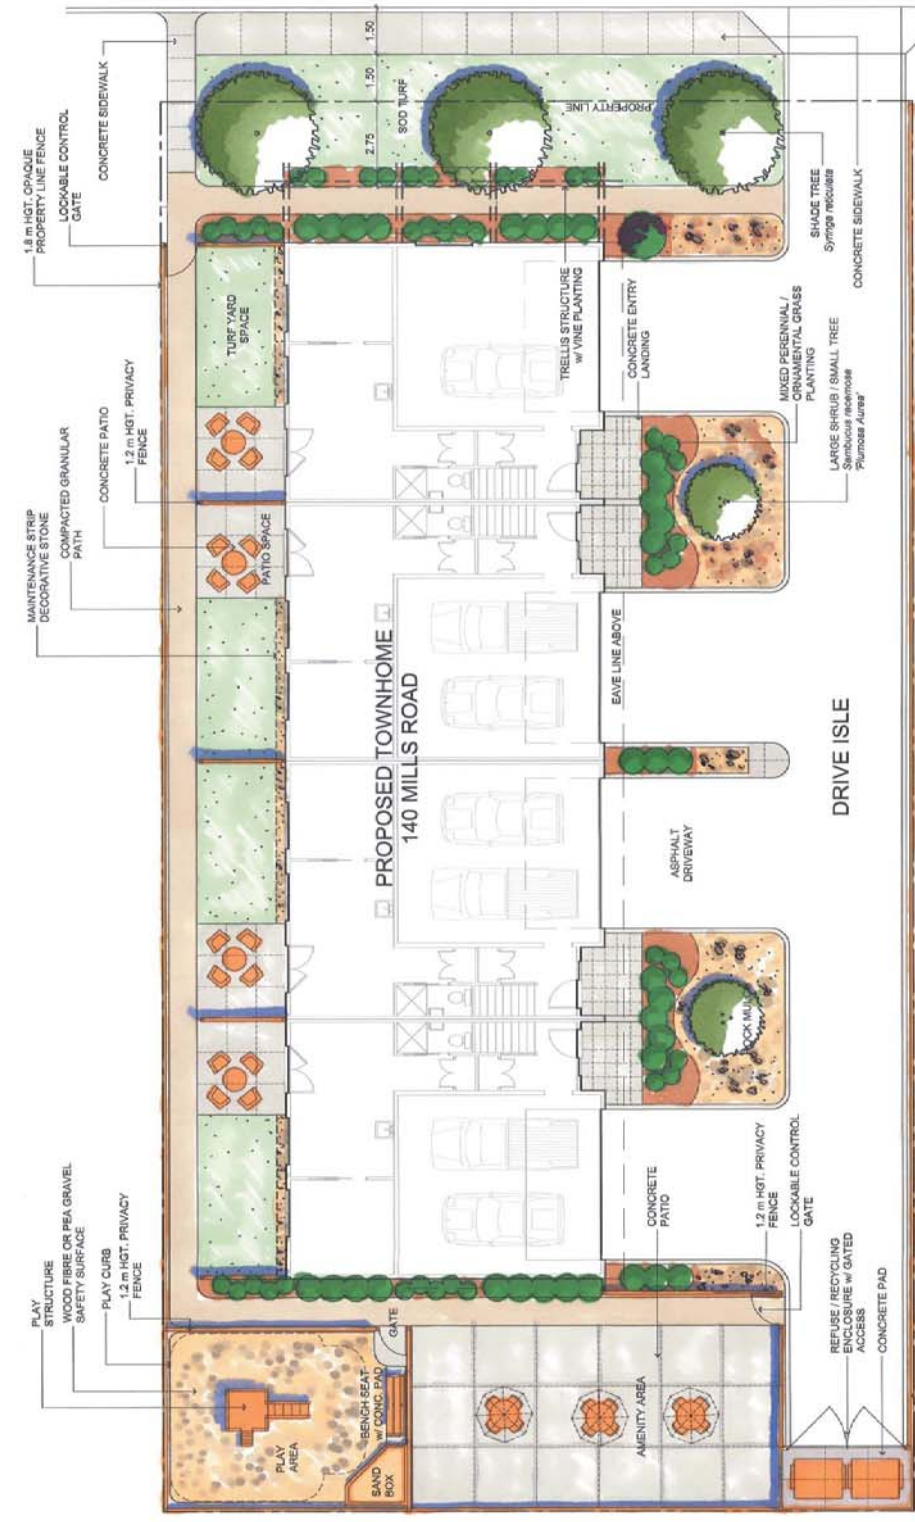 1.8 m HGT. OPAQUE
PROPERTY LINE FENCE
LOCKABLE CONTROL
GATE
CONCRETE SIDEWALK
1.50
1.50
2.75
SOD TURF
PROPERTY LINE
SHADE TREE
Syringa reticulata
CONCRETE SIDEWALK
MAINTENANCE STRIP
DECORATIVE STONE
COMPACTED GRANULAR
PATH
CONCRETE PATIO
1.2 m HGT. PRIVACY
FENCE
TURF YARD
SPACE
PATIO SPACE
TRELLIS STRUCTURE
w/ VINE PLANTING
CONCRETE ENTRY
LANDING
MIXED PERENNIAL /
ORNAMENTAL GRASS
PLANTING
LARGE SHRUB / SMALL TREE
Sambucus racemosa
'Plumosa Aurea'
PROPOSED TOWNHOME
140 MILLS ROAD
EAVE LINE ABOVE
ASPHALT
DRIVEWAY
DRIVE ISLE
PLAY
STRUCTURE
WOOD FIBRE OR PEA GRAVEL
SAFETY SURFACE
PLAY CURB
1.2 m HGT. PRIVACY
FENCE
GATE
BENCH SEAT
w/ CONC. PAD
PLAY
AREA
SAND
BOX
AMENITY AREA
CONCRETE
PATIO
1.2 m HGT. PRIVACY
FENCE
LOCKABLE CONTROL
GATE
REFUSE / RECYCLING
ENCLOSURE w/ GATED
ACCESS
CONCRETE PAD